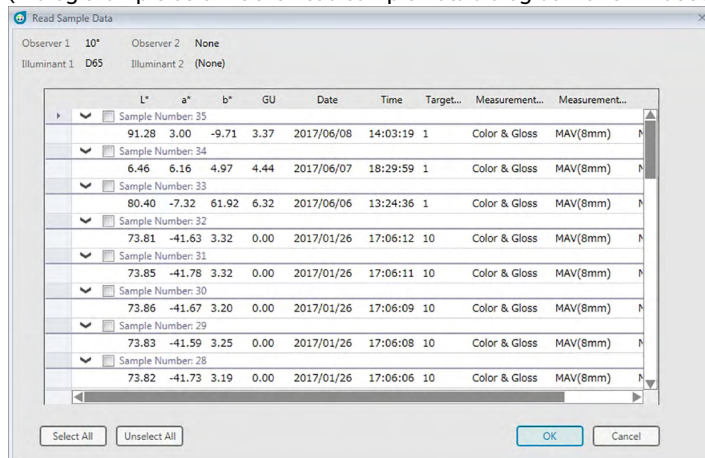 Read Sample Data
Observer 1 10° Observer 2 None
Illuminant 1 D65 Illuminant 2 (None)
L* a* b* GU Date Time Target... Measurement... Measurement...
Sample Number: 35
91.28 3.00 -9.71 3.37 2017/06/08 14:03:19 1 Color & Gloss MAV(8mm)
Sample Number: 34
6.46 6.16 4.97 4.44 2017/06/07 18:29:59 1 Color & Gloss MAV(8mm)
Sample Number: 33
80.40 -7.32 61.92 6.32 2017/06/06 13:24:36 1 Color & Gloss MAV(8mm)
Sample Number: 32
73.81 -41.63 3.32 0.00 2017/01/26 17:06:12 10 Color & Gloss MAV(8mm)
Sample Number: 31
73.85 -41.78 3.32 0.00 2017/01/26 17:06:11 10 Color & Gloss MAV(8mm)
Sample Number: 30
73.86 -41.67 3.20 0.00 2017/01/26 17:06:09 10 Color & Gloss MAV(8mm)
Sample Number: 29
73.83 -41.59 3.25 0.00 2017/01/26 17:06:08 10 Color & Gloss MAV(8mm)
Sample Number: 28
73.82 -41.73 3.19 0.00 2017/01/26 17:06:06 10 Color & Gloss MAV(8mm)
Select All Unselect All OK Cancel